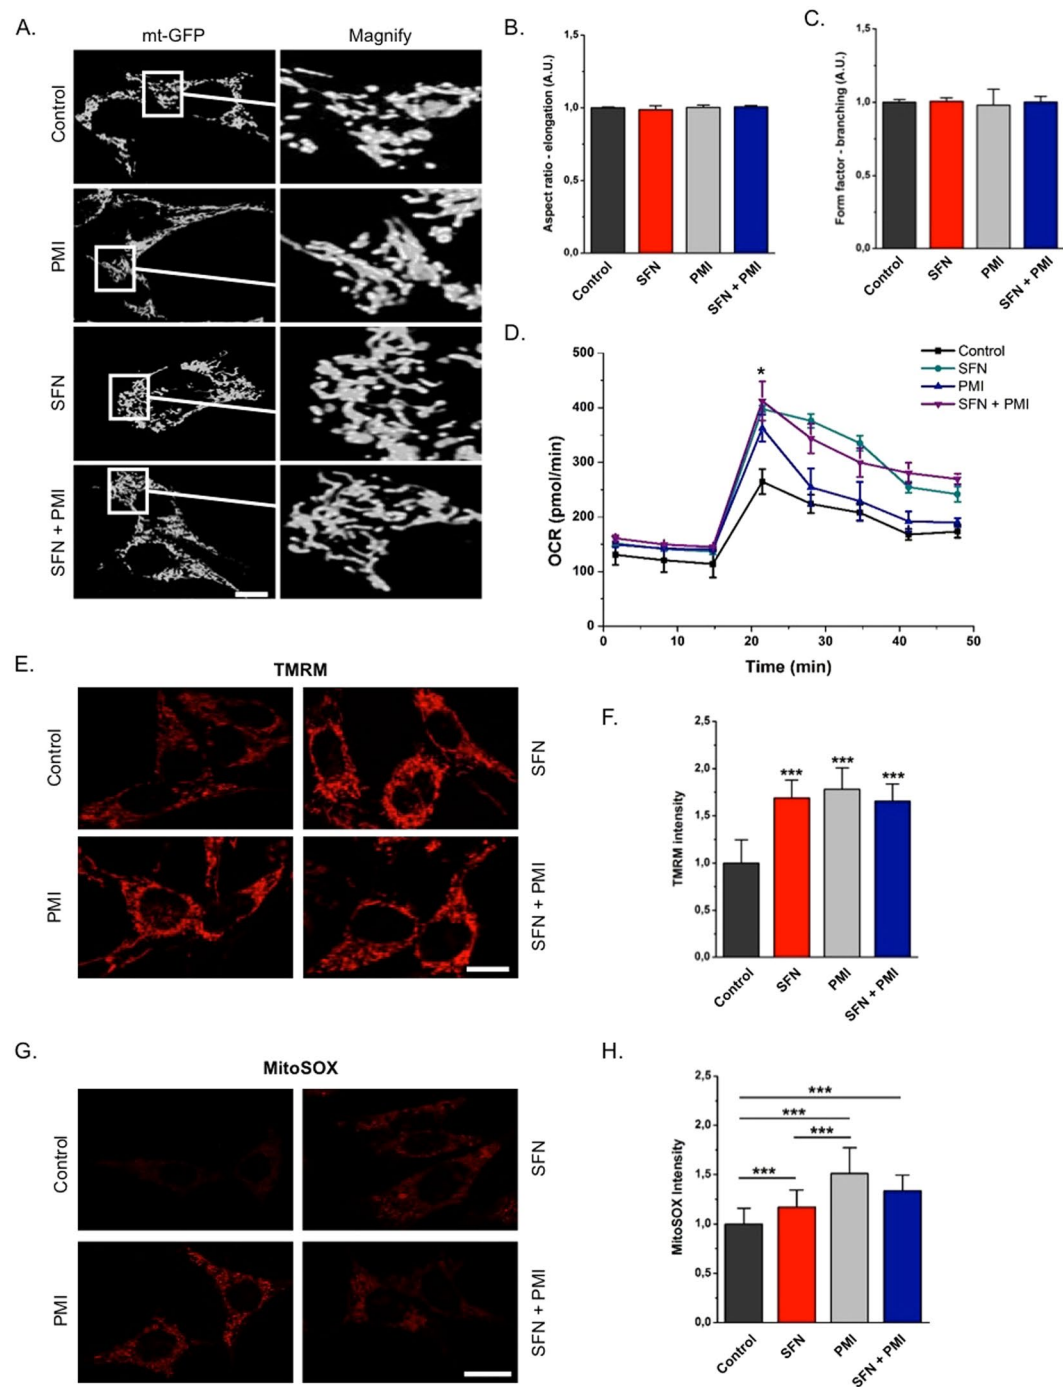 A.
mt-GFP
Magnify
Control
PMI
SFN
SFN + PMI
B.
Aspect ratio - elongation (A.U.)
1,5
1,0
0,5
0,0
Control
SFN
PMI
SFN + PMI
C.
Form factor - branching (A.U.)
1,5
1,0
0,5
0,0
Control
SFN
PMI
SFN + PMI
D.
OCR (pmol/min)
500
400
300
200
100
0
*
Control
SFN
PMI
SFN + PMI
0
10
20
30
40
50
Time (min)
E.
TMRM
Control
SFN
PMI
SFN + PMI
F.
TMRM intensity
2,5
2,0
1,5
1,0
0,5
0,0
***
***
***
Control
SFN
PMI
SFN + PMI
G.
MitoSOX
Control
SFN
PMI
SFN + PMI
H.
MitoSOX Intensity
2,5
2,0
1,5
1,0
0,5
0,0
***
***
***
***
Control
SFN
PMI
SFN + PMI